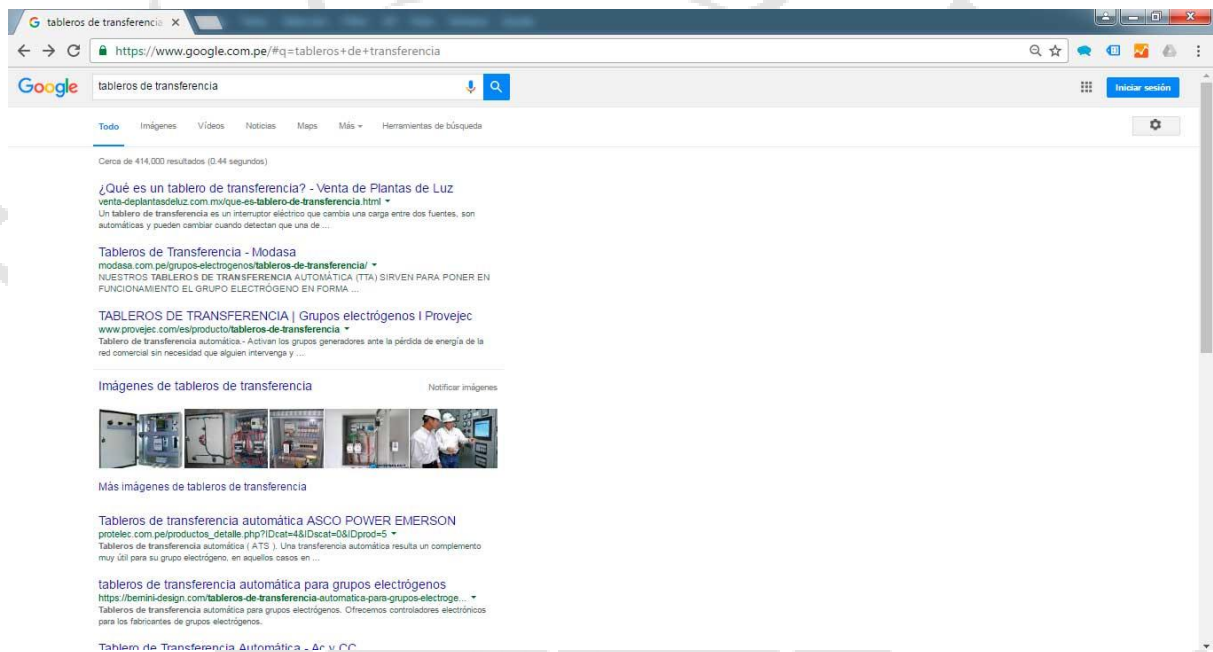 tableros de transferencia
https://www.google.com.pe/#q=tableros+de+transferencia
Google
tableros de transferencia
Iniciar sesión
Todo Imágenes Vídeos Noticias Maps Más Herramientas de búsqueda
Cerca de 414,000 resultados (0.44 segundos)
¿Qué es un tablero de transferencia? - Venta de Plantas de Luz
venta-deplantasdeluz.com.mx/que-es-tablero-de-transferencia.html
Un tablero de transferencia es un interruptor eléctrico que cambia una carga entre dos fuentes, son
automáticas y pueden cambiar cuando detectan que una de ...
Tableros de Transferencia - Modasa
modasa.com.pe/grupos-electrogenos/tableros-de-transferencia/
NUESTROS TABLEROS DE TRANSFERENCIA AUTOMÁTICA (TTA) SIRVEN PARA PONER EN
FUNCIONAMIENTO EL GRUPO ELECTRÓGENO EN FORMA ...
TABLEROS DE TRANSFERENCIA | Grupos electrógenos I Provejec
www.provejec.com/es/producto/tableros-de-transferencia
Tablero de transferencia automática.- Activan los grupos generadores ante la pérdida de energía de la
red comercial sin necesidad que alguien intervenga y ....
Imágenes de tableros de transferencia
Notificar imágenes
Más imágenes de tableros de transferencia
Tableros de transferencia automática ASCO POWER EMERSON
protelec.com.pe/productos_detalle.php?IDcat=4&IDscat=0&IDprod=5
Tableros de transferencia automática ( ATS ). Una transferencia automática resulta un complemento
muy útil para su grupo electrógeno, en aquellos casos en ...
tableros de transferencia automática para grupos electrógenos
https://bernini-design.com/tableros-de-transferencia-automatica-para-grupos-electroge...
Tableros de transferencia automática para grupos electrógenos. Ofrecemos controladores electrónicos
para los fabricantes de grupos electrógenos.
Tablero de Transferencia Automática - Ac y CC